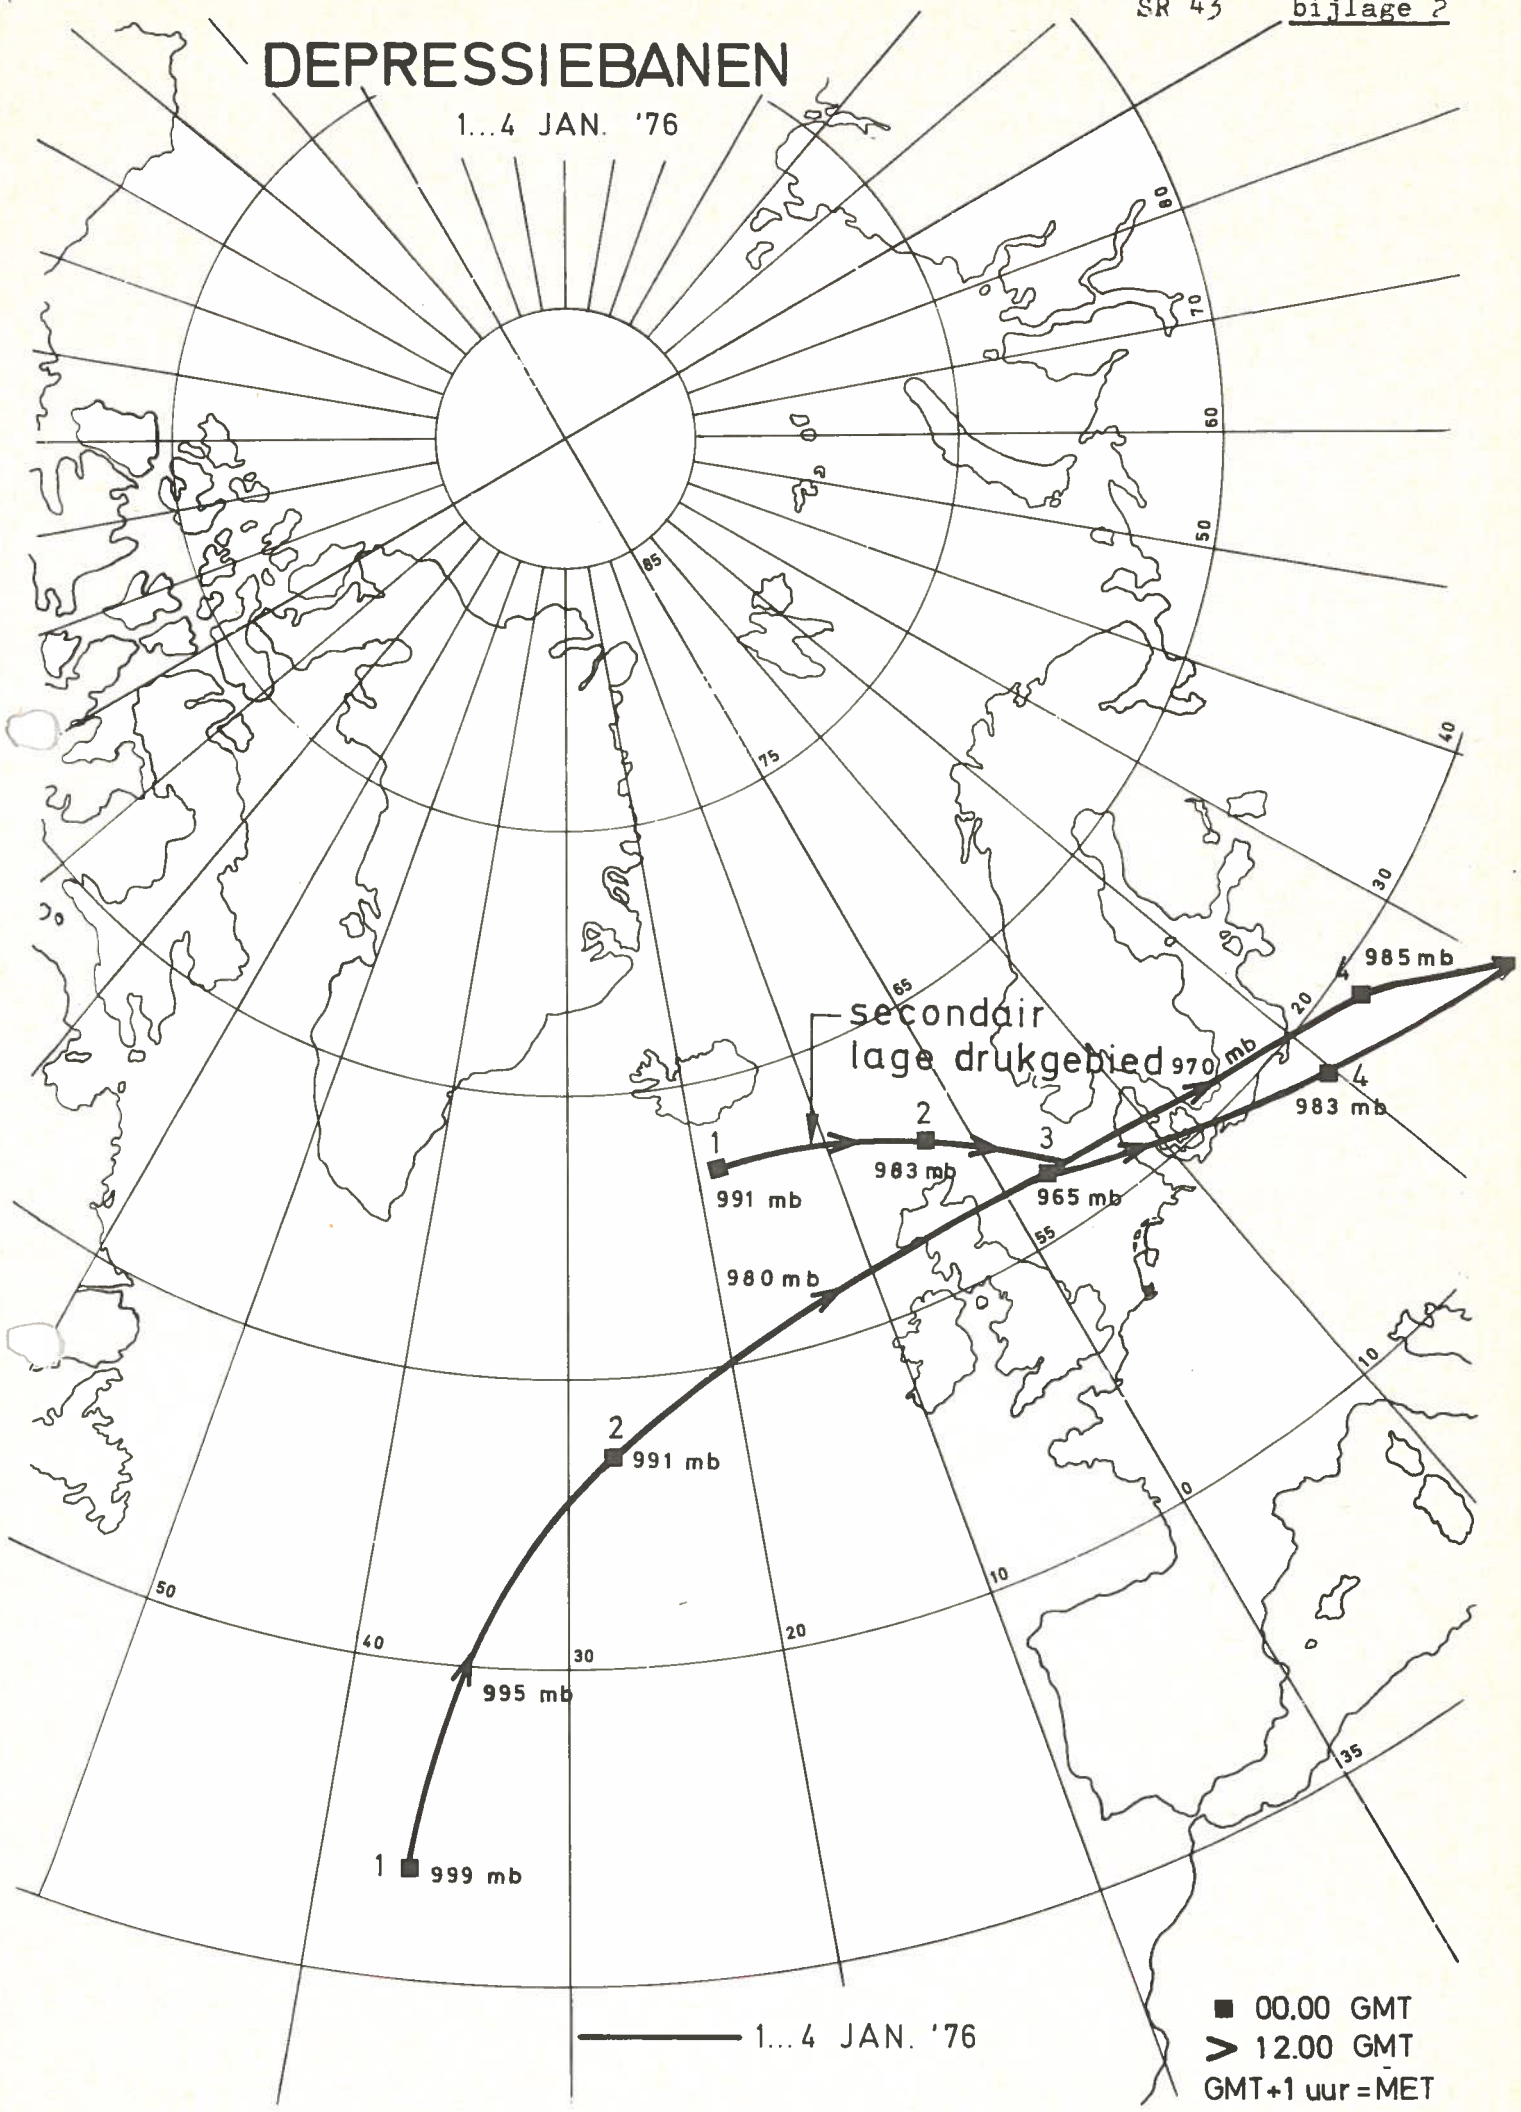 SR 43 bijlage 2
DEPRESSIEBANEN
1...4 JAN. '76
80
70
60
50
85
40
75
30
4 985 mb
65
20
secondair
lage drukgebied 970 mb
4
983 mb
1
991 mb
2
983 mb
3
965 mb
55
980 mb
10
2
991 mb
0
50
40
30
20
10
995 mb
35
1 999 mb
1...4 JAN. '76
■ 00.00 GMT
> 12.00 GMT
GMT+1 uur = MET